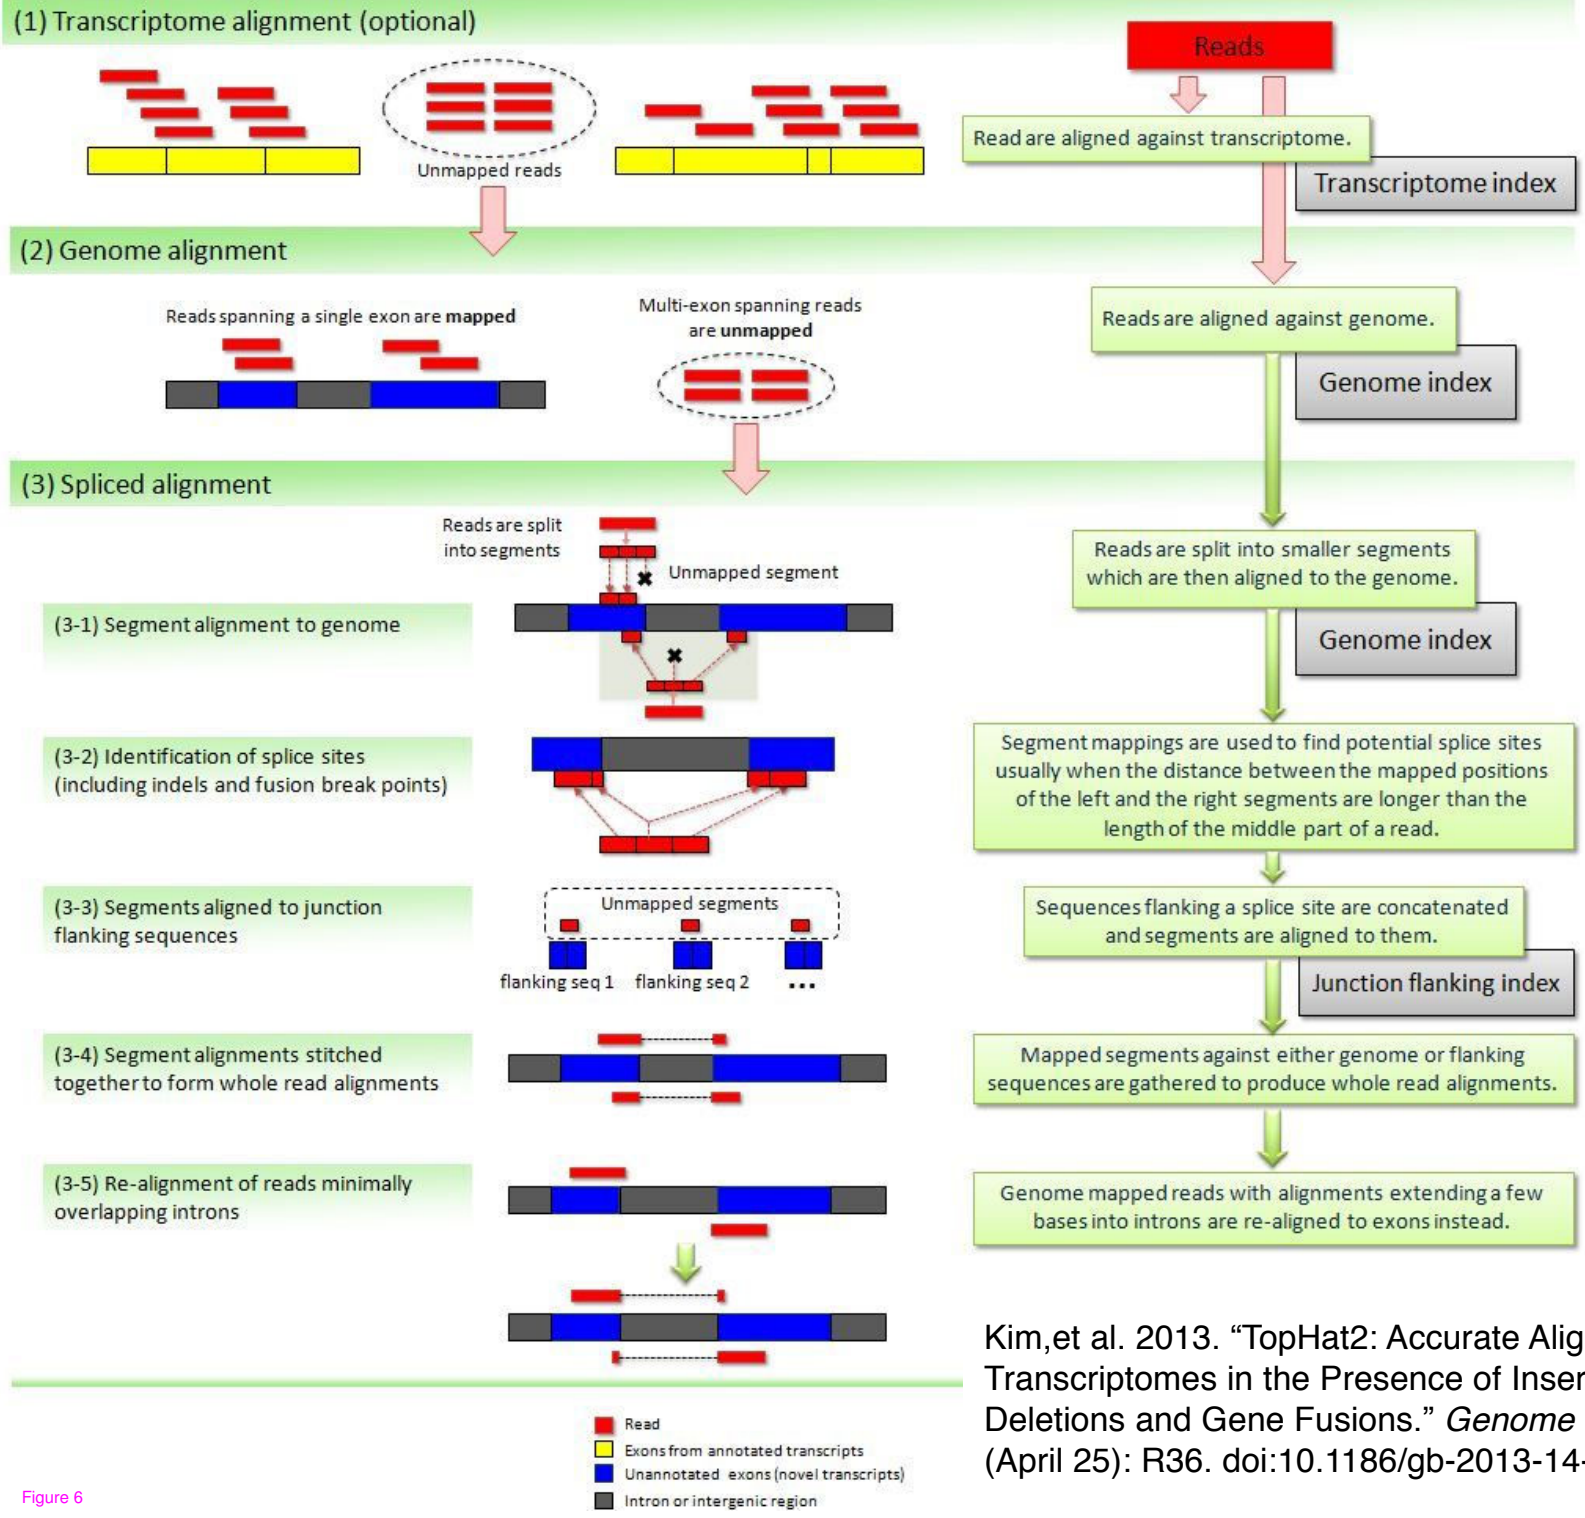 (1) Transcriptome alignment (optional)
Reads
Read are aligned against transcriptome.
Unmapped reads
Transcriptome index
(2) Genome alignment
Reads spanning a single exon are mapped
Multi-exon spanning reads
are unmapped
Reads are aligned against genome.
Genome index
(3) Spliced alignment
Reads are split
into segments
Unmapped segment
Reads are split into smaller segments
which are then aligned to the genome.
(3-1) Segment alignment to genome
Genome index
(3-2) Identification of splice sites
(including indels and fusion break points)
Segment mappings are used to find potential splice sites
usually when the distance between the mapped positions
of the left and the right segments are longer than the
length of the middle part of a read.
(3-3) Segments aligned to junction
flanking sequences
Unmapped segments
flanking seq 1 flanking seq 2 ...
Sequences flanking a splice site are concatenated
and segments are aligned to them.
Junction flanking index
(3-4) Segment alignments stitched
together to form whole read alignments
Mapped segments against either genome or flanking
sequences are gathered to produce whole read alignments.
(3-5) Re-alignment of reads minimally
overlapping introns
Genome mapped reads with alignments extending a few
bases into introns are re-aligned to exons instead.
Kim,et al. 2013. “TopHat2: Accurate Alig
Transcriptomes in the Presence of Inser
Deletions and Gene Fusions.” Genome
(April 25): R36. doi:10.1186/gb-2013-14-
Read
Exons from annotated transcripts
Unannotated exons (novel transcripts)
Intron or intergenic region
Figure 6